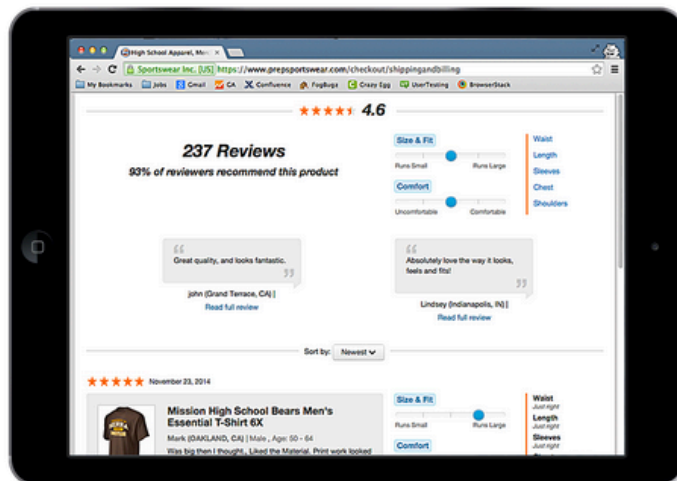 High School Apparel, Merc
Sportswear Inc. [US] https://www.prepsportswear.com/checkout/shippingandbilling
My Bookmarks Jobs Gmail CA Confluence FogBugz Crazy Egg UserTesting BrowserStack
4.6
237 Reviews
93% of reviewers recommend this product
Size & Fit
Runs Small Runs Large
Comfort
Uncomfortable Comfortable
Waist
Length
Sleeves
Chest
Shoulders
Great quality, and looks fantastic.
john (Grand Terrace, CA) |
Read full review
Absolutely love the way it looks,
feels and fits!
Lindsey (Indianapolis, IN) |
Read full review
Sort by: Newest
November 23, 2014
Mission High School Bears Men's
Essential T-Shirt 6X
Mark (OAKLAND, CA) | Male , Age: 50 - 64
Was big then I thought., Liked the Material. Print work looked
Size & Fit
Runs Small Runs Large
Comfort
Waist
Just right
Length
Just right
Sleeves
Just right